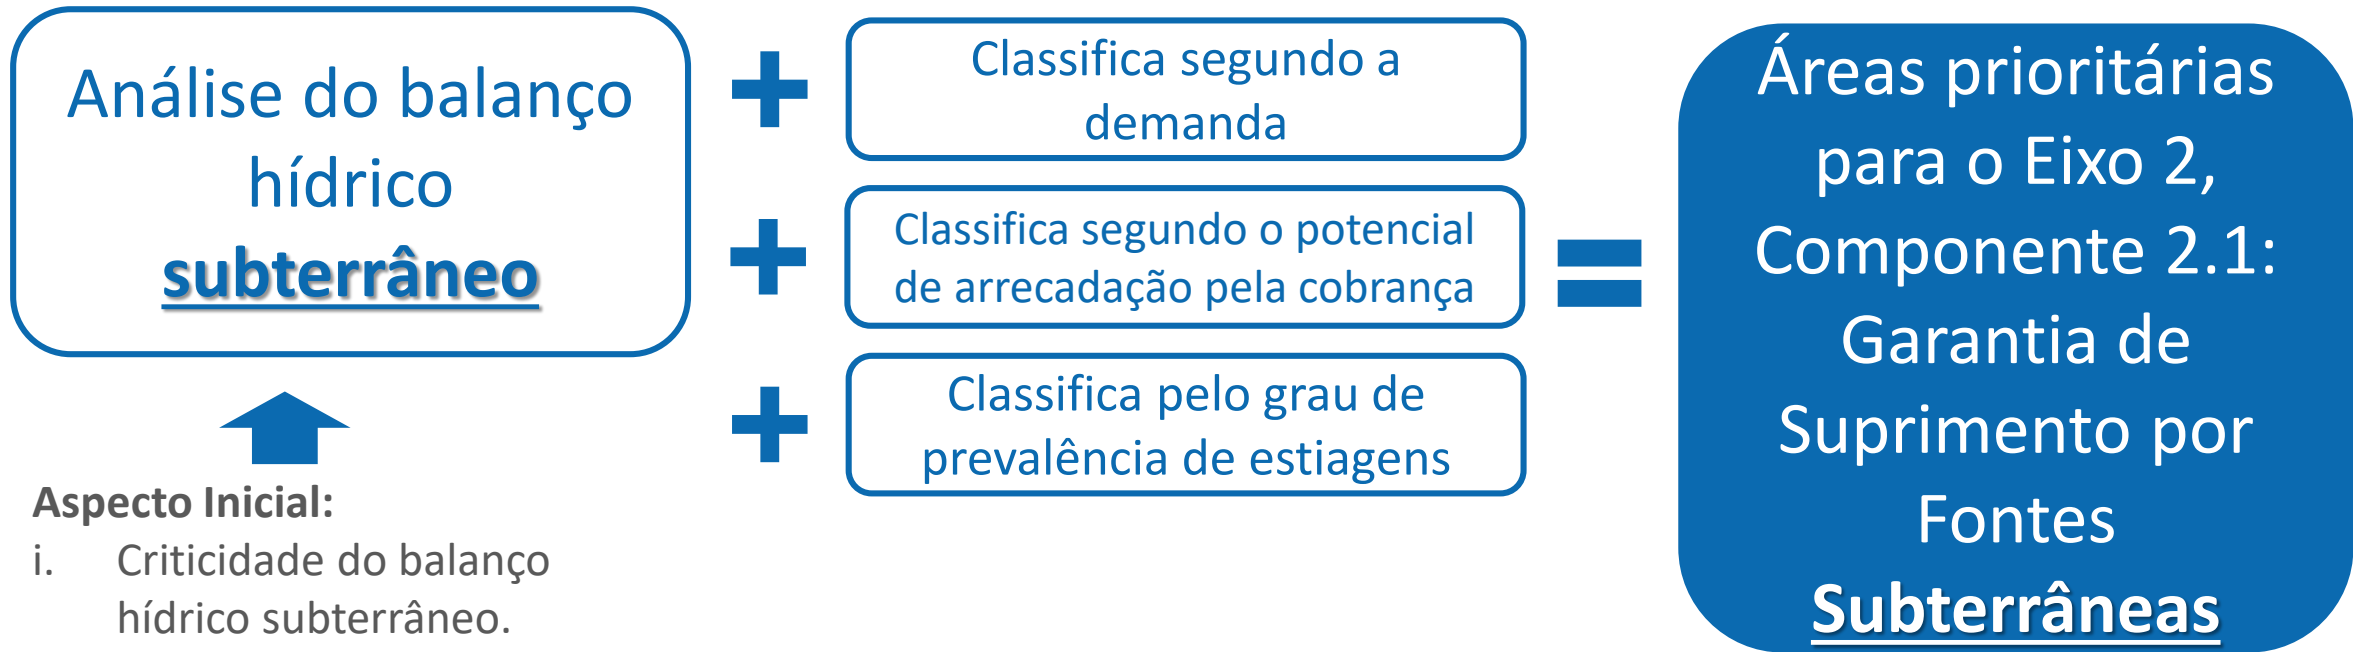 Análise do balanço
hídrico
subterrâneo
Aspecto Inicial:
i. Criticidade do balanço
hídrico subterrâneo.
+
Classifica segundo a
demanda
+
Classifica segundo o potencial
de arrecadação pela cobrança
+
Classifica pelo grau de
prevalência de estiagens
=
Áreas prioritárias
para o Eixo 2,
Componente 2.1:
Garantia de
Suprimento por
Fontes
Subterrâneas